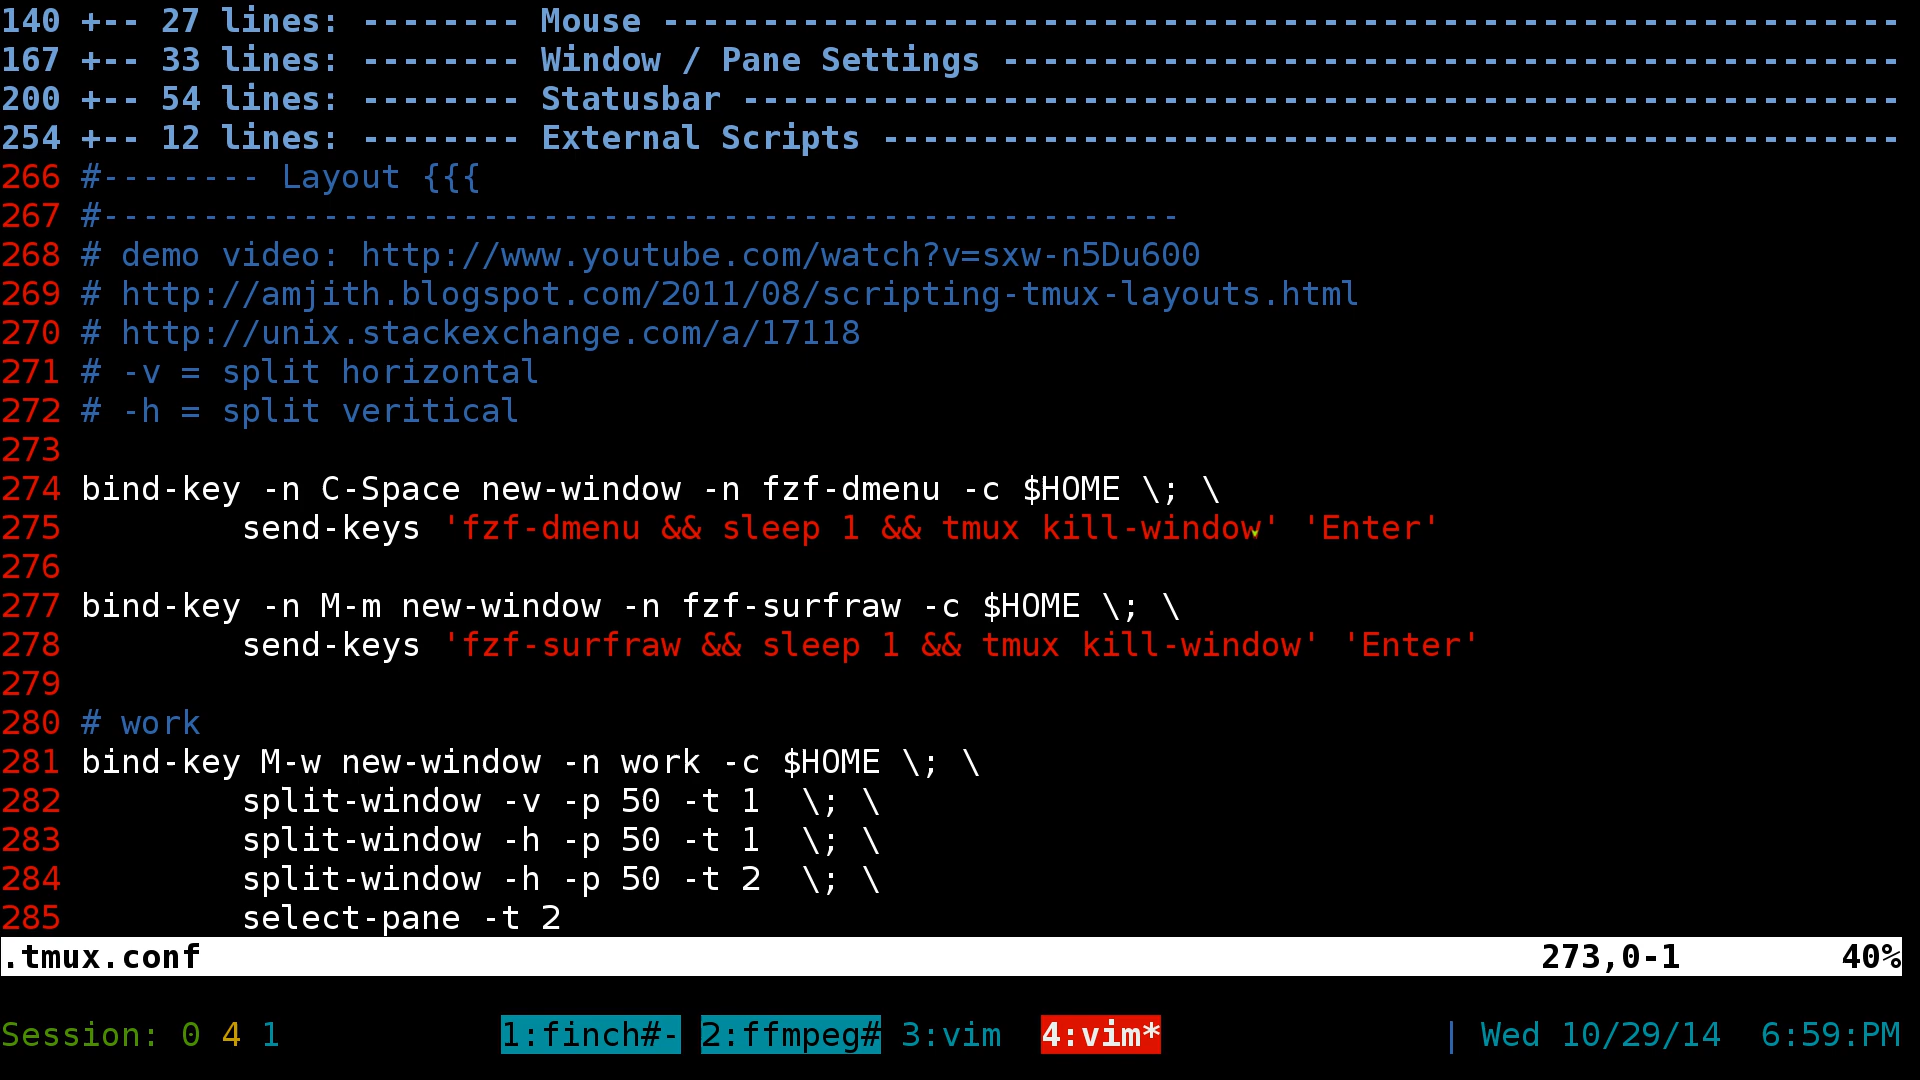 140 +-- 27 lines: -------- Mouse --------------------------------------------------------------
167 +-- 33 lines: -------- Window / Pane Settings ---------------------------------------------
200 +-- 54 lines: -------- Statusbar ----------------------------------------------------------
254 +-- 12 lines: -------- External Scripts ---------------------------------------------------
266 #-------- Layout {{{
267 #------------------------------------------------------
268 # demo video: http://www.youtube.com/watch?v=sxw-n5Du600
269 # http://amjith.blogspot.com/2011/08/scripting-tmux-layouts.html
270 # http://unix.stackexchange.com/a/17118
271 # -v = split horizontal
272 # -h = split veritical
273
274 bind-key -n C-Space new-window -n fzf-dmenu -c $HOME \; \
275         send-keys 'fzf-dmenu && sleep 1 && tmux kill-window' 'Enter'
276
277 bind-key -n M-m new-window -n fzf-surfraw -c $HOME \; \
278         send-keys 'fzf-surfraw && sleep 1 && tmux kill-window' 'Enter'
279
280 # work
281 bind-key M-w new-window -n work -c $HOME \; \
282         split-window -v -p 50 -t 1  \; \
283         split-window -h -p 50 -t 1  \; \
284         split-window -h -p 50 -t 2  \; \
285         select-pane -t 2
.tmux.conf 273,0-1 40%
Session: 0 4 1 1:finch#- 2:ffmpeg# 3:vim 4:vim* | Wed 10/29/14 6:59:PM